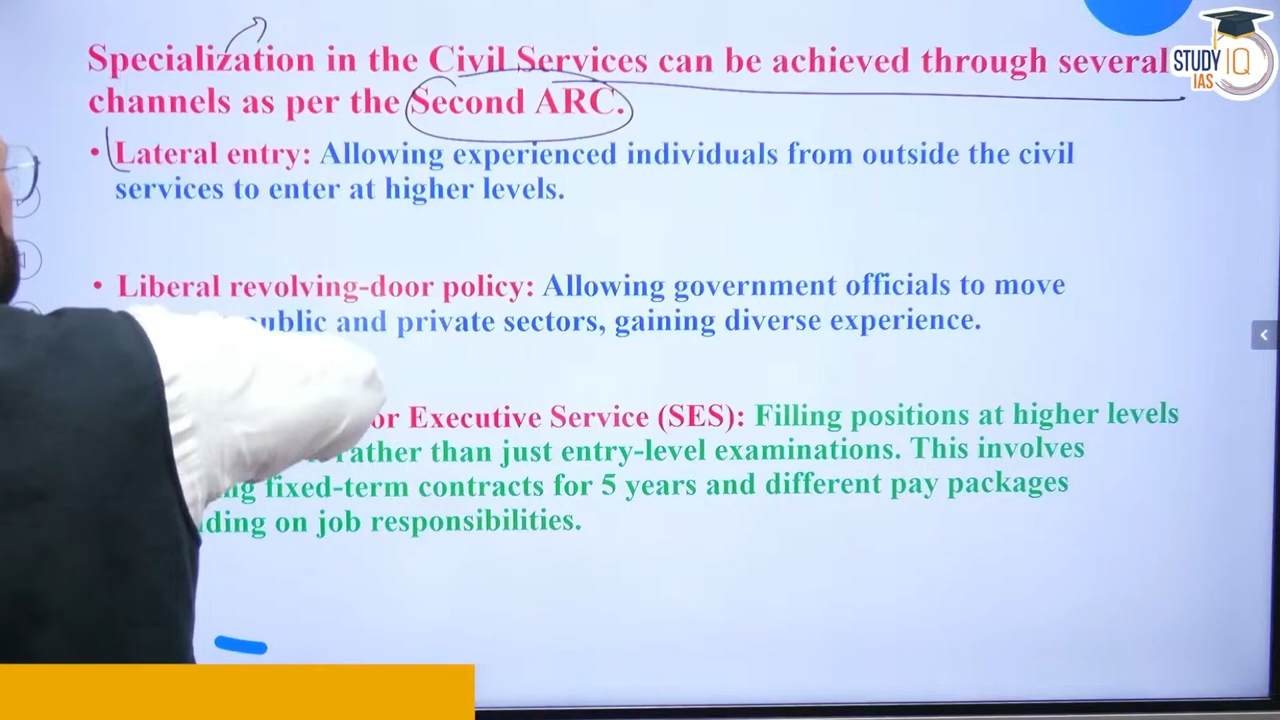 Specialization in the Civil Services can be achieved through several
channels as per the Second ARC.
• Lateral entry: Allowing experienced individuals from outside the civil
services to enter at higher levels.
• Liberal revolving-door policy: Allowing government officials to move
and private sectors, gaining diverse experience.
Executive Service (SES): Filling positions at higher levels
rather than just entry-level examinations. This involves
fixed-term contracts for 5 years and different pay packages
on job responsibilities.
STUDY IQ
IAS